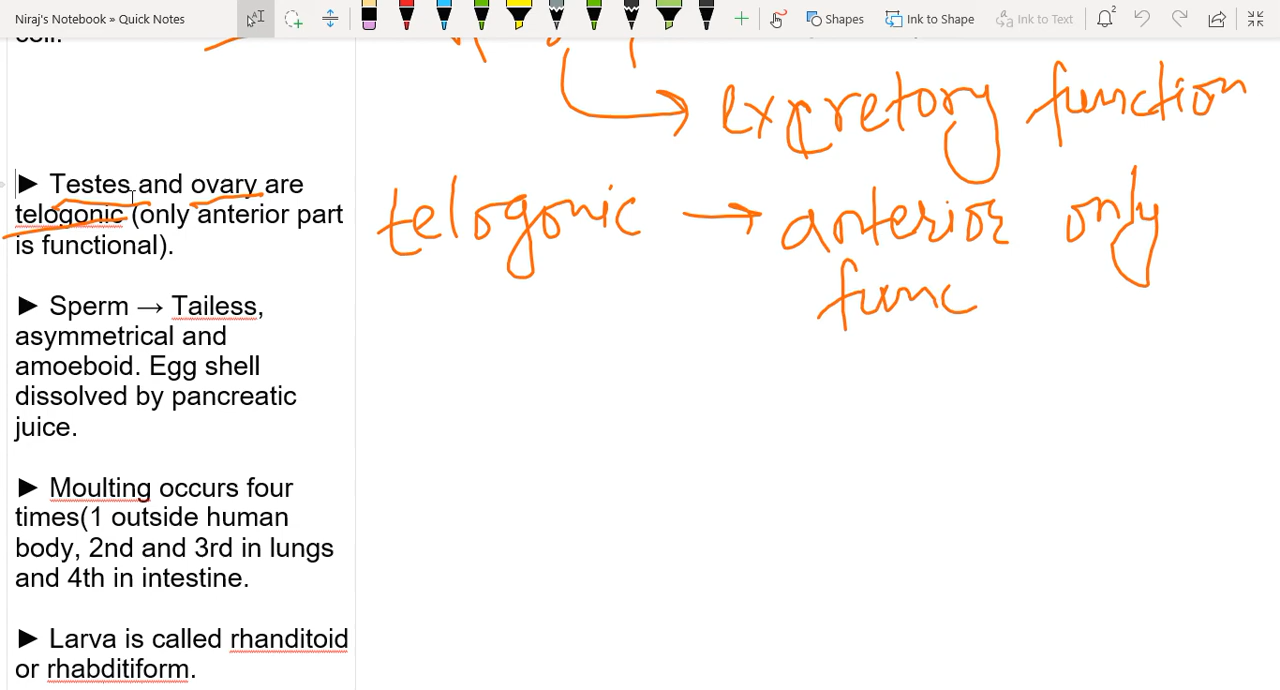 Niraj's Notebook » Quick Notes
Shapes
Ink to Shape
Ink to Text
2
cell.
excretory function
► Testes and ovary are
telogonic (only anterior part
is functional).
telogonic → anterior only
func
► Sperm → Tailess,
asymmetrical and
amoeboid. Egg shell
dissolved by pancreatic
juice.
► Moulting occurs four
times(1 outside human
body, 2nd and 3rd in lungs
and 4th in intestine.
► Larva is called rhanditoid
or rhabditiform.